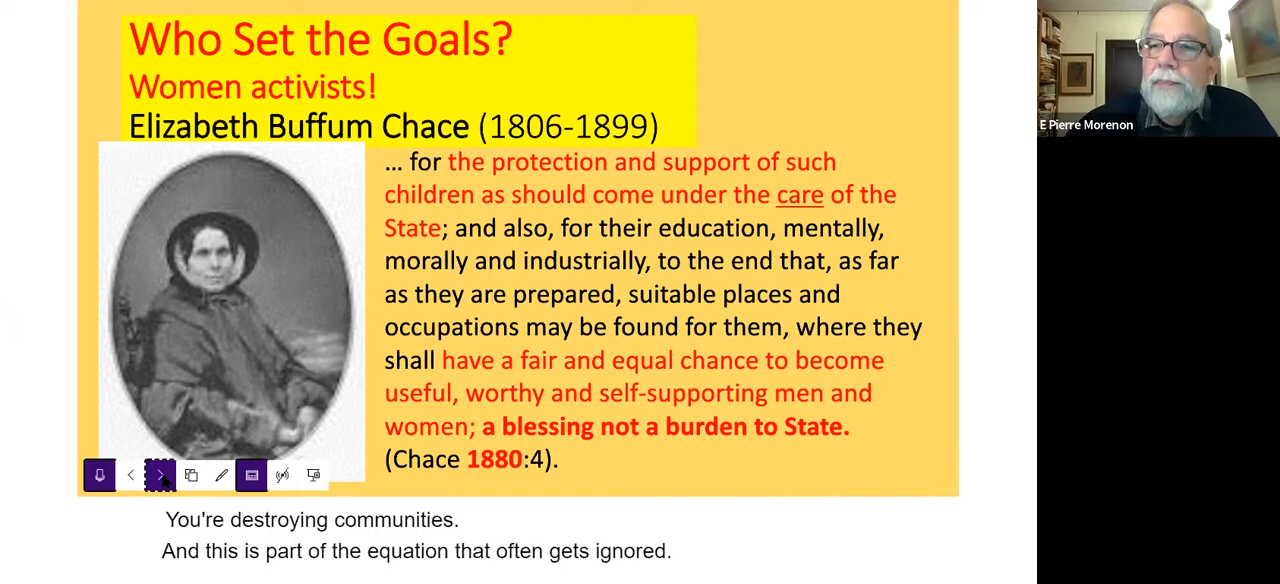 Who Set the Goals?
Women activists!
Elizabeth Buffum Chace (1806-1899)
... for the protection and support of such
children as should come under the care of the
State; and also, for their education, mentally,
morally and industrially, to the end that, as far
as they are prepared, suitable places and
occupations may be found for them, where they
shall have a fair and equal chance to become
useful, worthy and self-supporting men and
women; a blessing not a burden to State.
(Chace 1880:4).
You're destroying communities.
And this is part of the equation that often gets ignored.
E Pierre Morenon